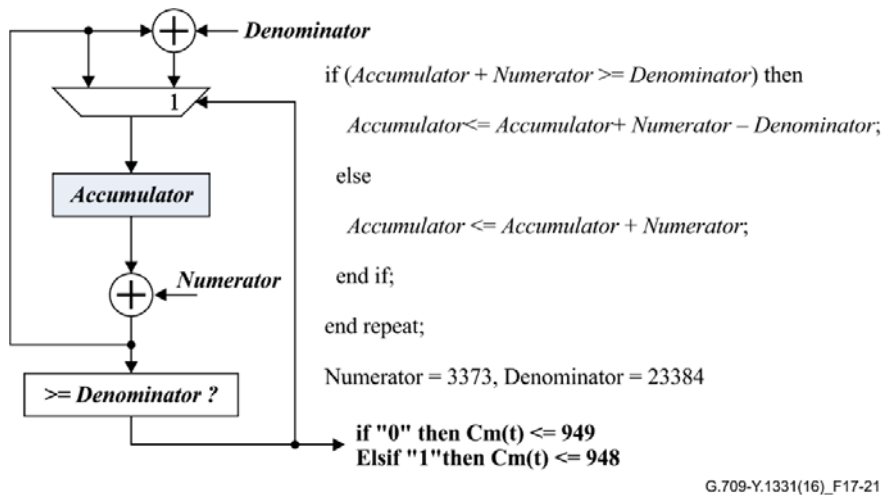 Denominator
1
Accumulator
Numerator
>= Denominator ?
if (Accumulator + Numerator >= Denominator) then
Accumulator<= Accumulator+ Numerator – Denominator;
else
Accumulator <= Accumulator + Numerator;
end if;
end repeat;
Numerator = 3373, Denominator = 23384
if "0" then Cm(t) <= 949
Elsif "1"then Cm(t) <= 948
G.709-Y.1331(16)_F17-21